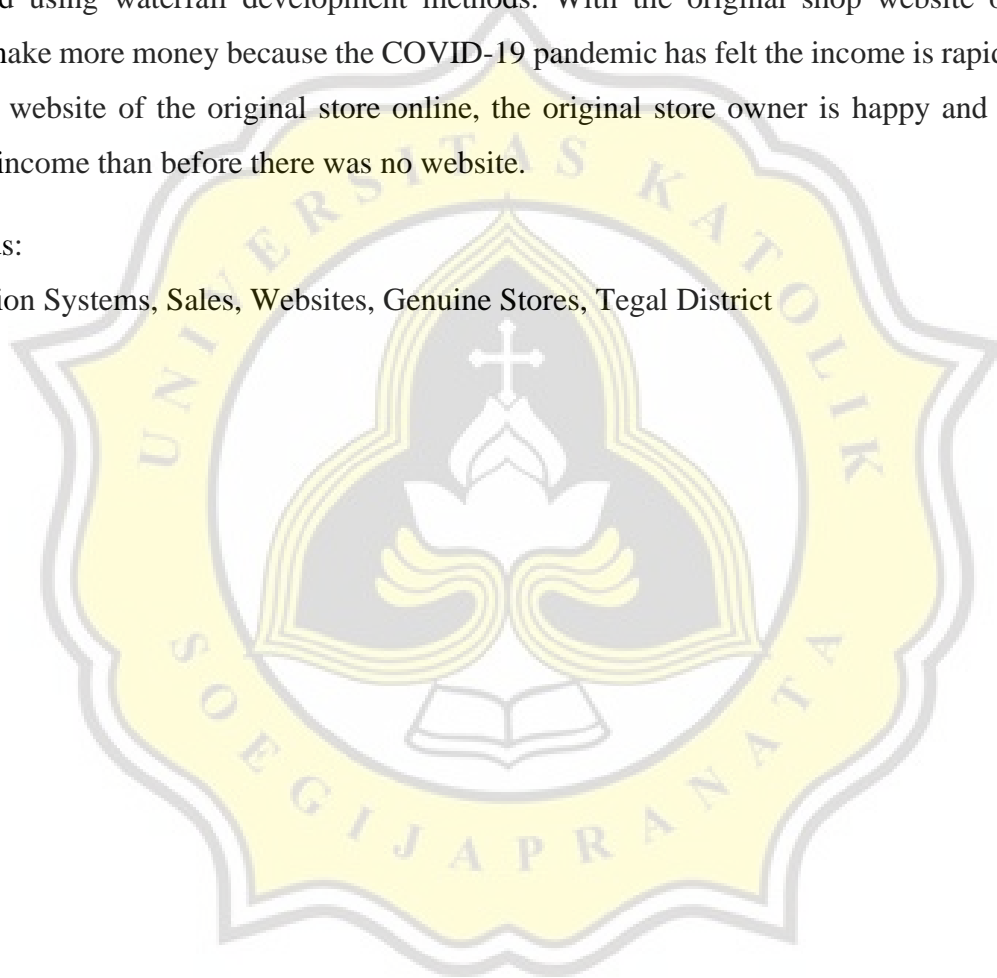 using waterfall development methods. With the original shop website
make more money because the COVID-19 pandemic has felt the income is
website of the original store online, the original store owner is happy and
income than before there was no website.
ion Systems, Sales, Websites, Genuine Stores, Tegal District
UNIVERSITAS KATOLIK
SOEGIJAPRANATA